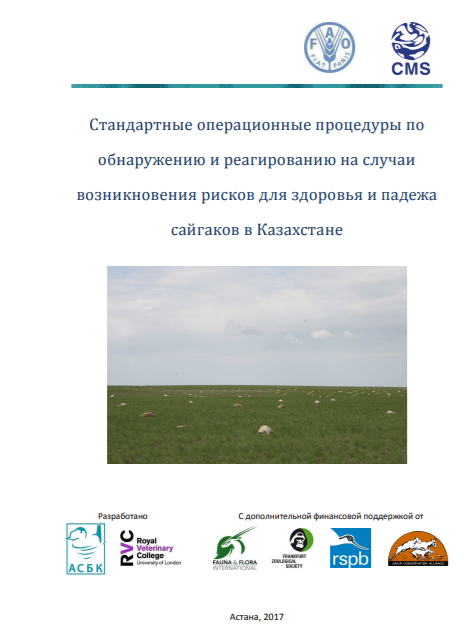 FAO
FIAT PANIS
CMS
Стандартные операционные процедуры по
обнаружению и реагированию на случаи
возникновения рисков для здоровья и падежа
сайгаков в Казахстане
Разработано
С дополнительной финансовой поддержкой от
АСБК
RVC
Royal
Veterinary
College
University of London
FAUNA & FLORA
INTERNATIONAL
FRANKFURT
ZOOLOGICAL
SOCIETY
rspb
SAIGA CONSERVATION ALLIANCE
Астана, 2017